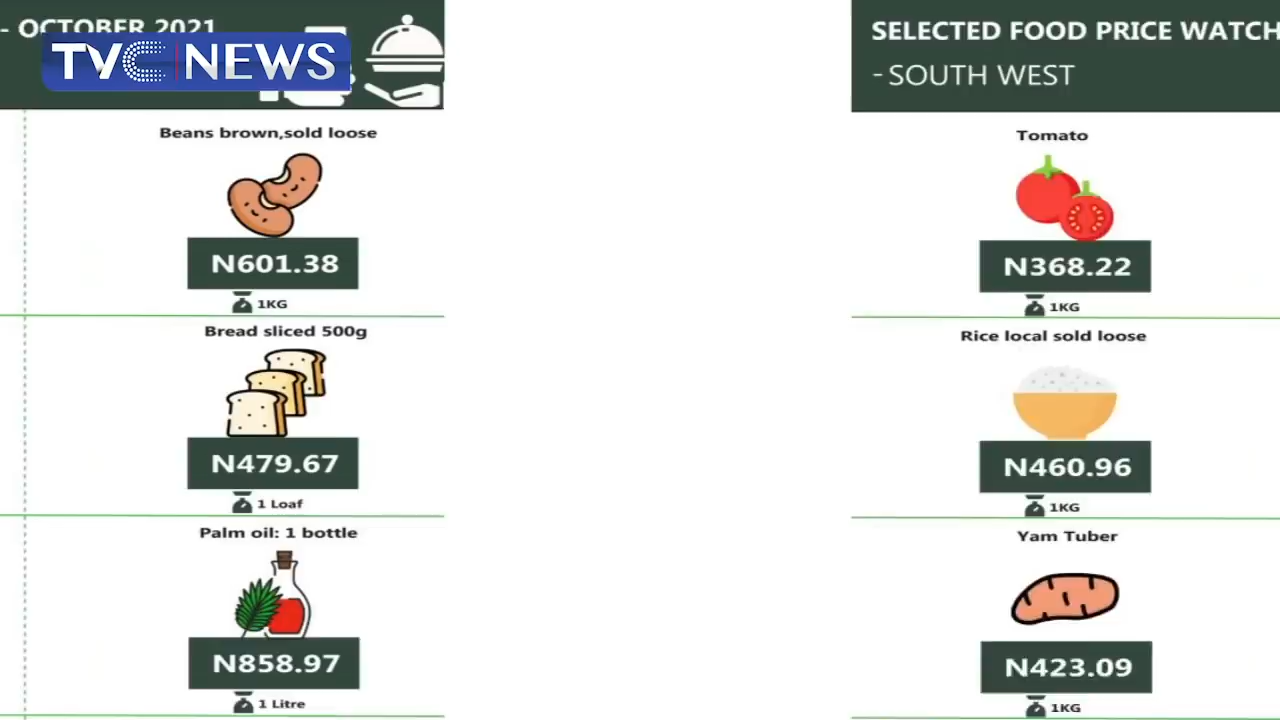 - OCTOBER 2021
TVC NEWS
Beans brown,sold loose
N601.38
1KG
Bread sliced 500g
N479.67
1 Loaf
Palm oil: 1 bottle
N858.97
1 Litre
SELECTED FOOD PRICE WATCH
- SOUTH WEST
Tomato
N368.22
1KG
Rice local sold loose
N460.96
1KG
Yam Tuber
N423.09
1KG